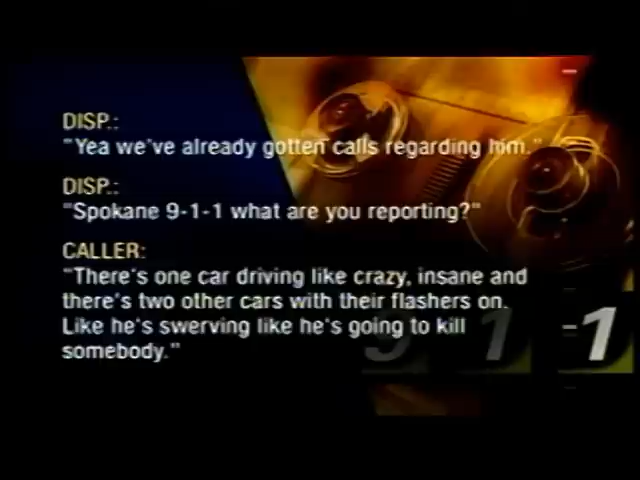 DISP.:
"Yea we've already gotten calls regarding him."
DISP.:
"Spokane 9-1-1 what are you reporting?"
CALLER:
"There's one car driving like crazy, insane and
there's two other cars with their flashers on.
Like he's swerving like he's going to kill
somebody."
9 1 -1